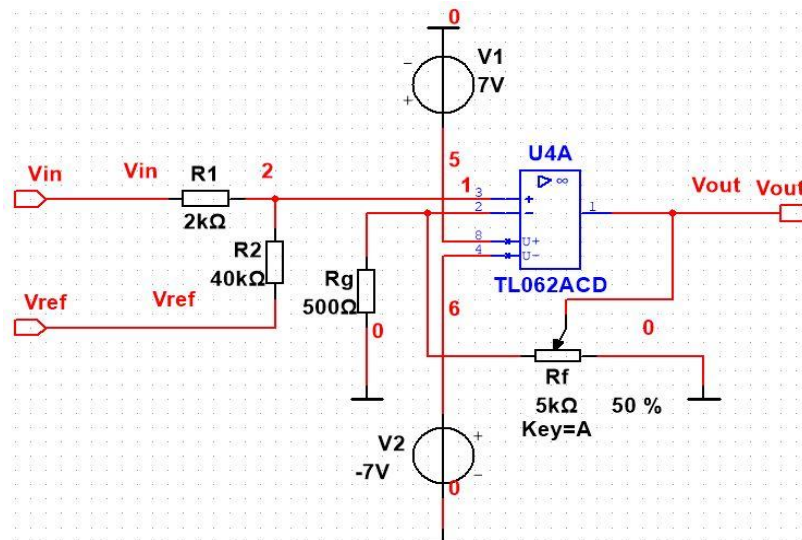 0
V1
7V
-
+
5
U4A
Vin
Vin
R1
2
1
3
2
8
4
+
-
U+
U-
∞
1
Vout
Vout
2kΩ
R2
40kΩ
TL062ACD
Rg
500Ω
Vref
Vref
0
6
0
Rf
5kΩ
50 %
Key=A
V2
-7V
+
-
0